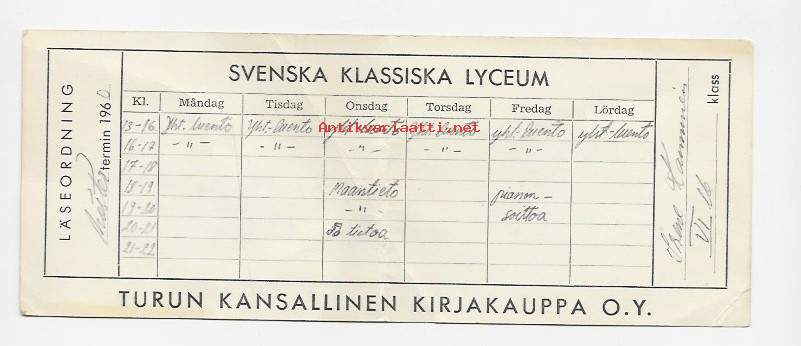 SVENSKA KLASSISKA LYCEUM
LÄSEORDNING
termin 1960
Kl. Måndag Tisdag Onsdag Torsdag Fredag Lördag
13-16 Yht. luento Yht. luento yht. luento yht. luento yht. luento yht. luento
Antikvariaatti.net
16-17 -"- -"- -"- -"- -"-
17-18
18-19 Maantieto pianon-
19-20 -"- soittoa
20-21 tietoa
21-22
VI
klass
TURUN KANSALLINEN KIRJAKAUPPA O.Y.